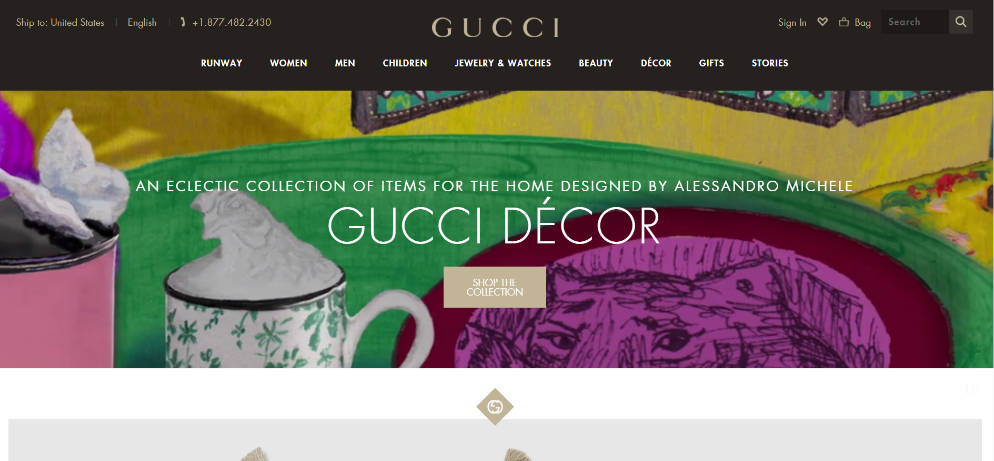 Ship to: United States
English
+1.877.482.2430
GUCCI
Sign In
Bag
Search
RUNWAY WOMEN MEN CHILDREN JEWELRY & WATCHES BEAUTY DÉCOR GIFTS STORIES
AN ECLECTIC COLLECTION OF ITEMS FOR THE HOME DESIGNED BY ALESSANDRO MICHELE
GUCCI DÉCOR
SHOP THE
COLLECTION